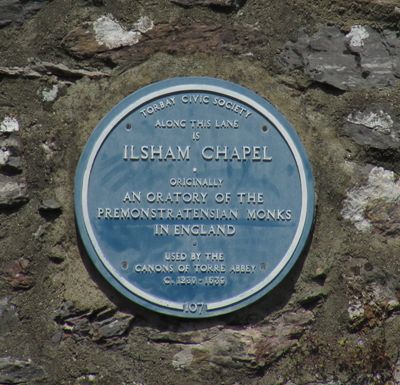 TORBAY CIVIC SOCIETY
ALONG THIS LANE
IS
ILSHAM CHAPEL
ORIGINALLY
AN ORATORY OF THE
PREMONSTRATENSIAN MONKS
IN ENGLAND
USED BY THE
CANONS OF TORRE ABBEY
107